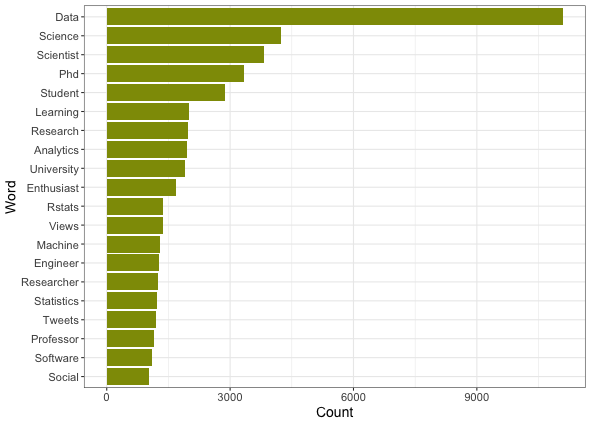 Data
Science
Scientist
Phd
Student
Learning
Research
Analytics
University
Enthusiast
Rstats
Views
Machine
Engineer
Researcher
Statistics
Tweets
Professor
Software
Social
Word
0 3000 6000 9000
Count